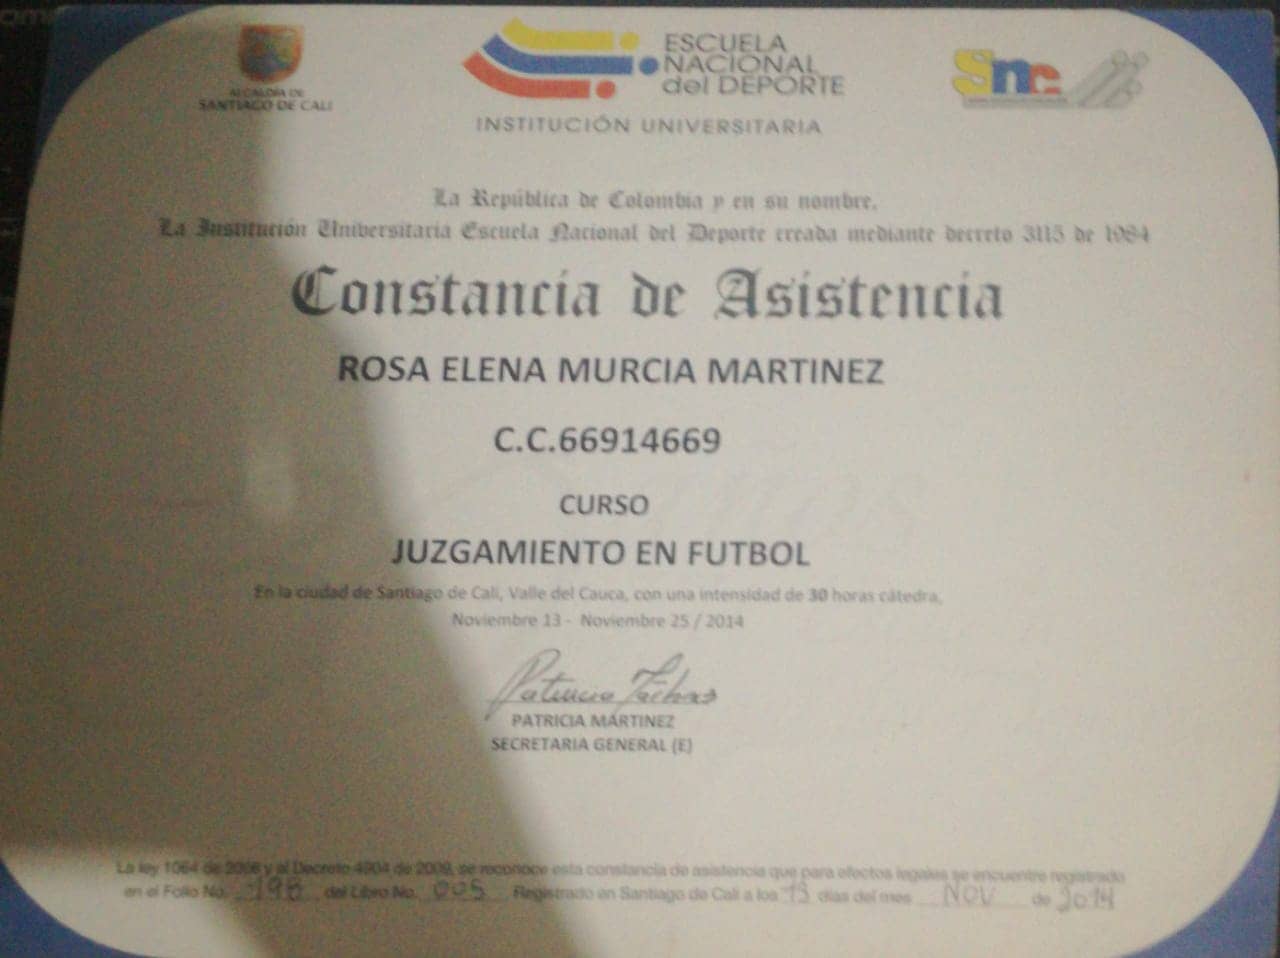 ALCALDÍA DE
SANTIAGO DE CALI
ESCUELA
NACIONAL
del DEPORTE
INSTITUCIÓN UNIVERSITARIA
Snc
La República de Colombia y en su nombre,
La Institución Universitaria Escuela Nacional del Deporte creada mediante decreto 3115 de 1984
Constancia de Asistencia
ROSA ELENA MURCIA MARTINEZ
C.C.66914669
CURSO
JUZGAMIENTO EN FUTBOL
En la ciudad de Santiago de Cali, Valle del Cauca, con una intensidad de 30 horas cátedra,
Noviembre 13 - Noviembre 25 / 2014
PATRICIA MARTINEZ
SECRETARIA GENERAL (E)
La ley 1064 de 2006 y el Decreto 4904 de 2009, se reconoce esta constancia de asistencia que para efectos legales se encuentre registrado
en el Folio No. 196 del Libro No. 005 Registrado en Santiago de Cali a los 13 días del mes NOV de 2014